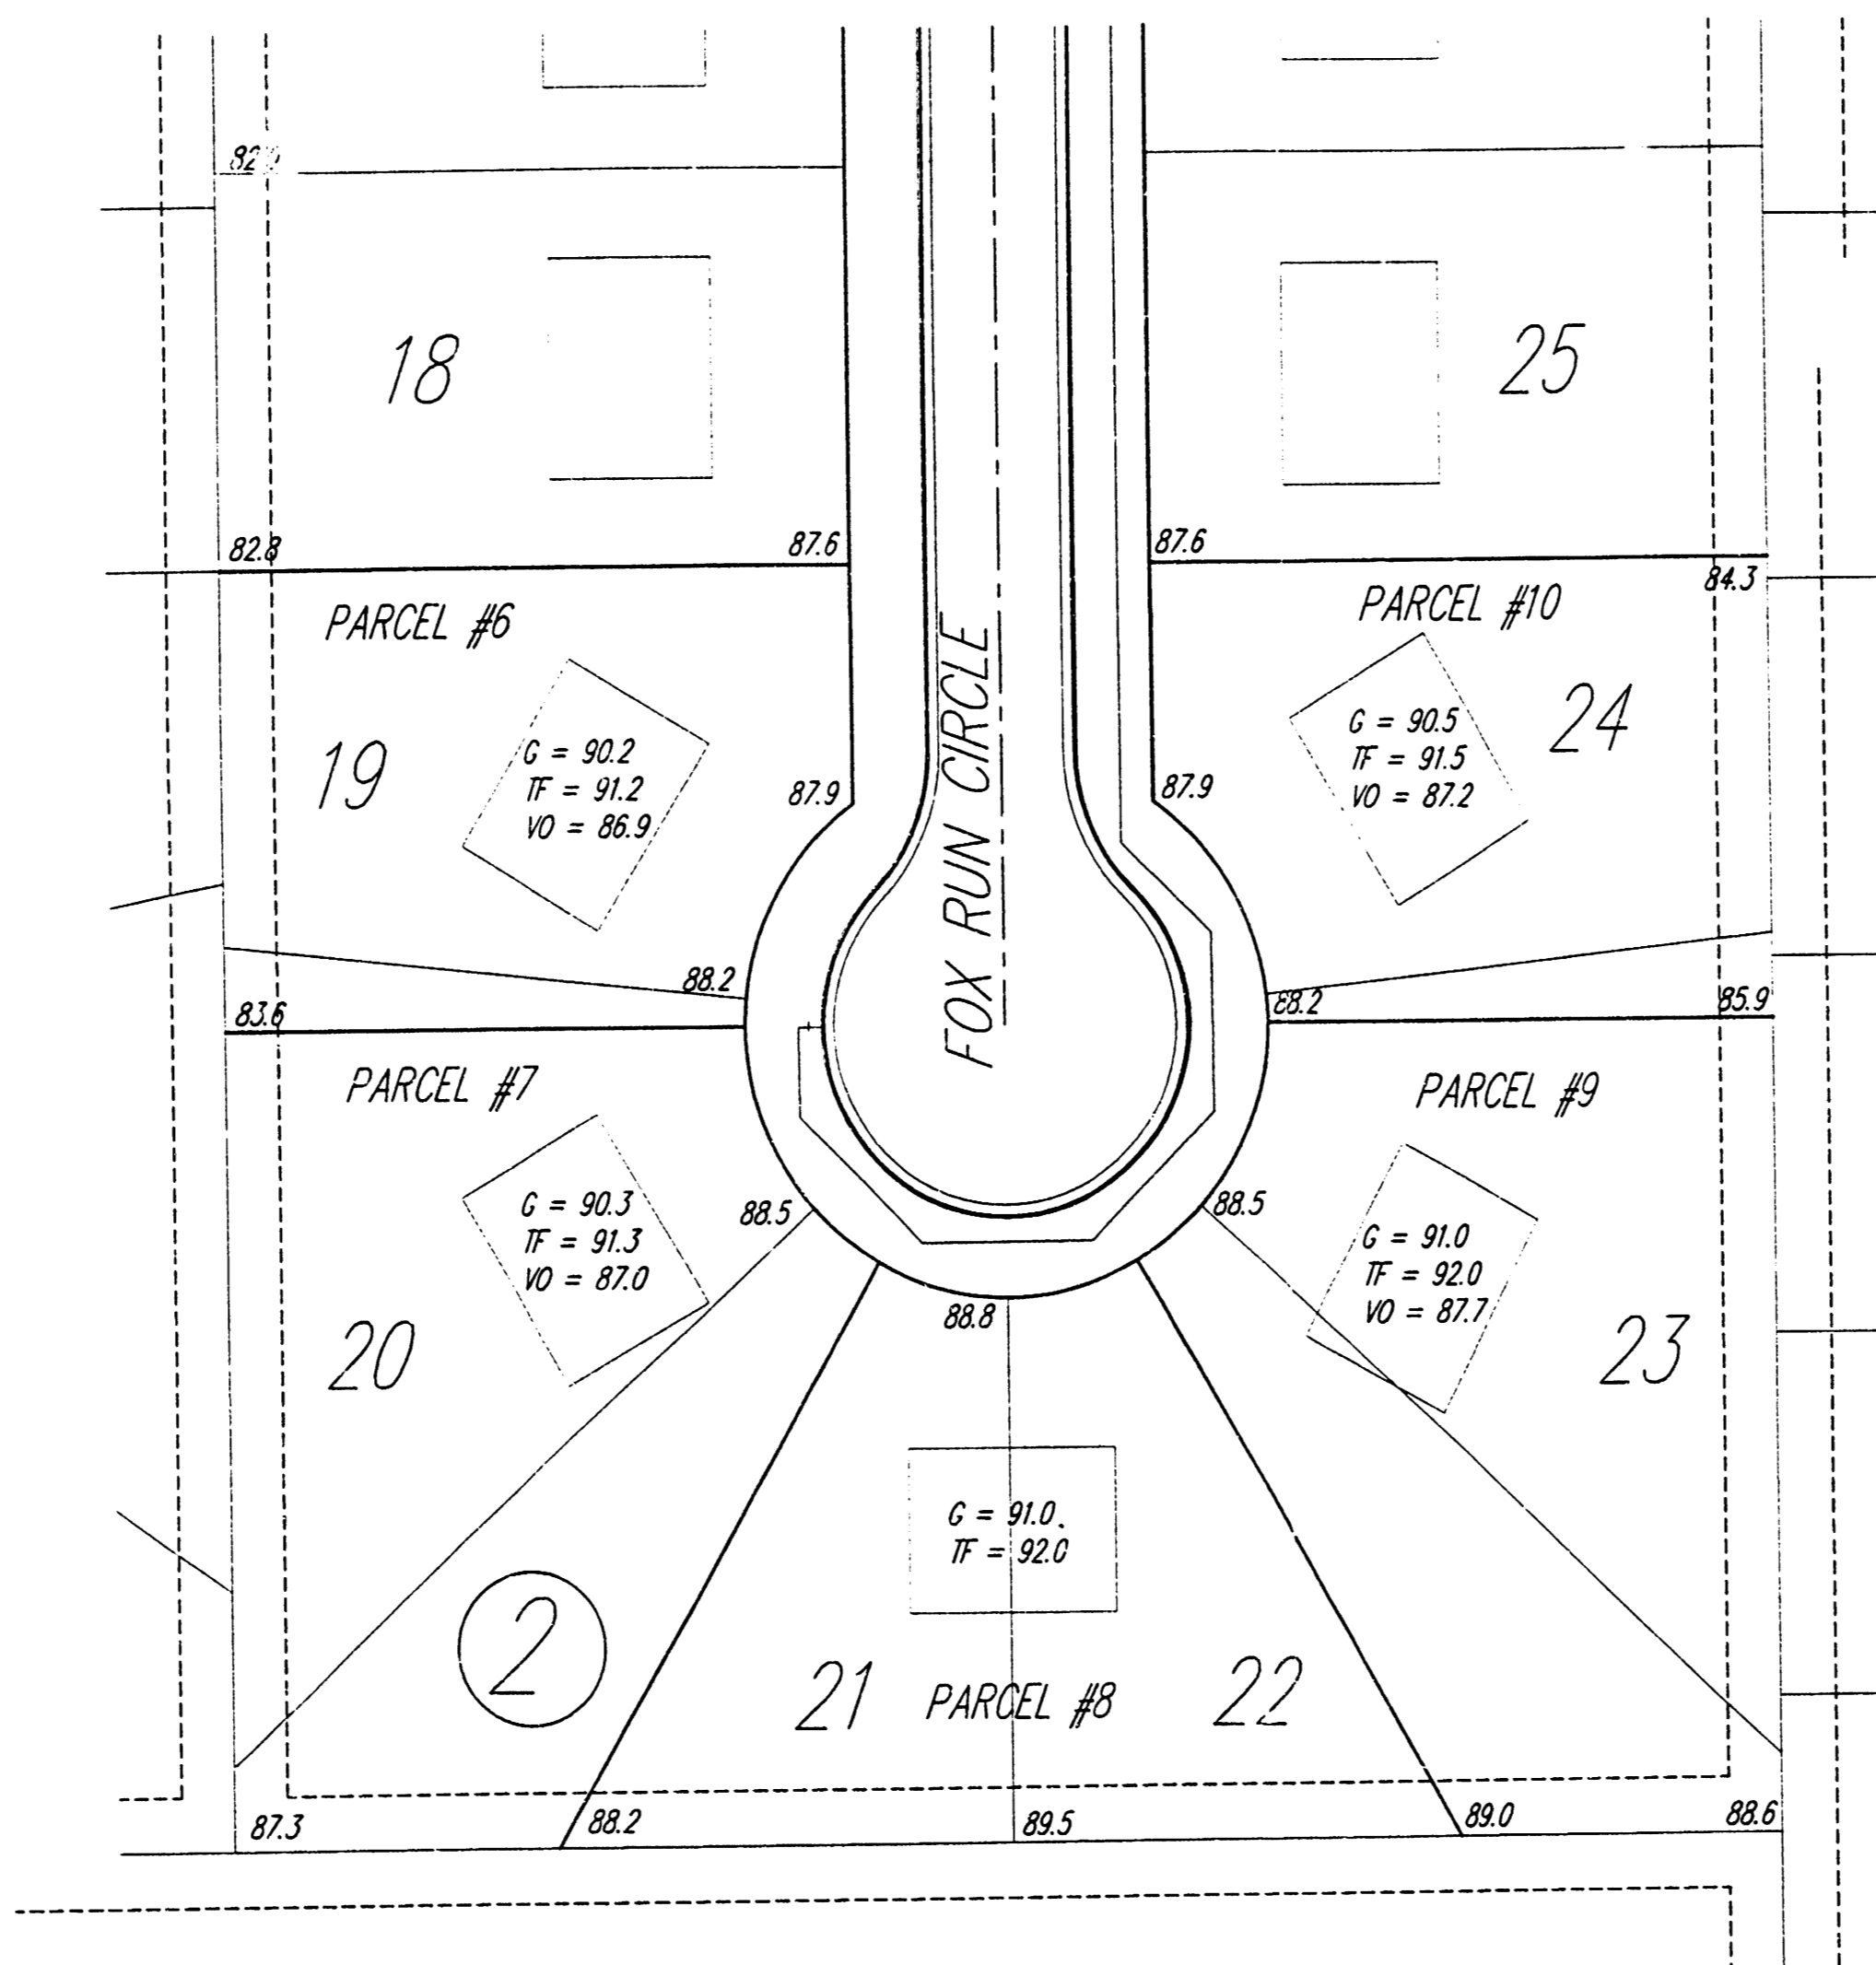 18
25
82.8
87.6
87.6
84.3
PARCEL #6
PARCEL #10
19
G = 90.2
TF = 91.2
VO = 86.9
87.9
FOX RUN CIRCLE
87.9
G = 90.5
TF = 91.5
VO = 87.2
24
88.2
83.6
88.2
85.9
PARCEL #7
PARCEL #9
G = 90.3
TF = 91.3
VO = 87.0
88.5
88.5
G = 91.0
TF = 92.0
VO = 87.7
20
88.8
23
G = 91.0
TF = 92.0
2
21
PARCEL #8
22
87.3
88.2
89.5
89.0
88.6